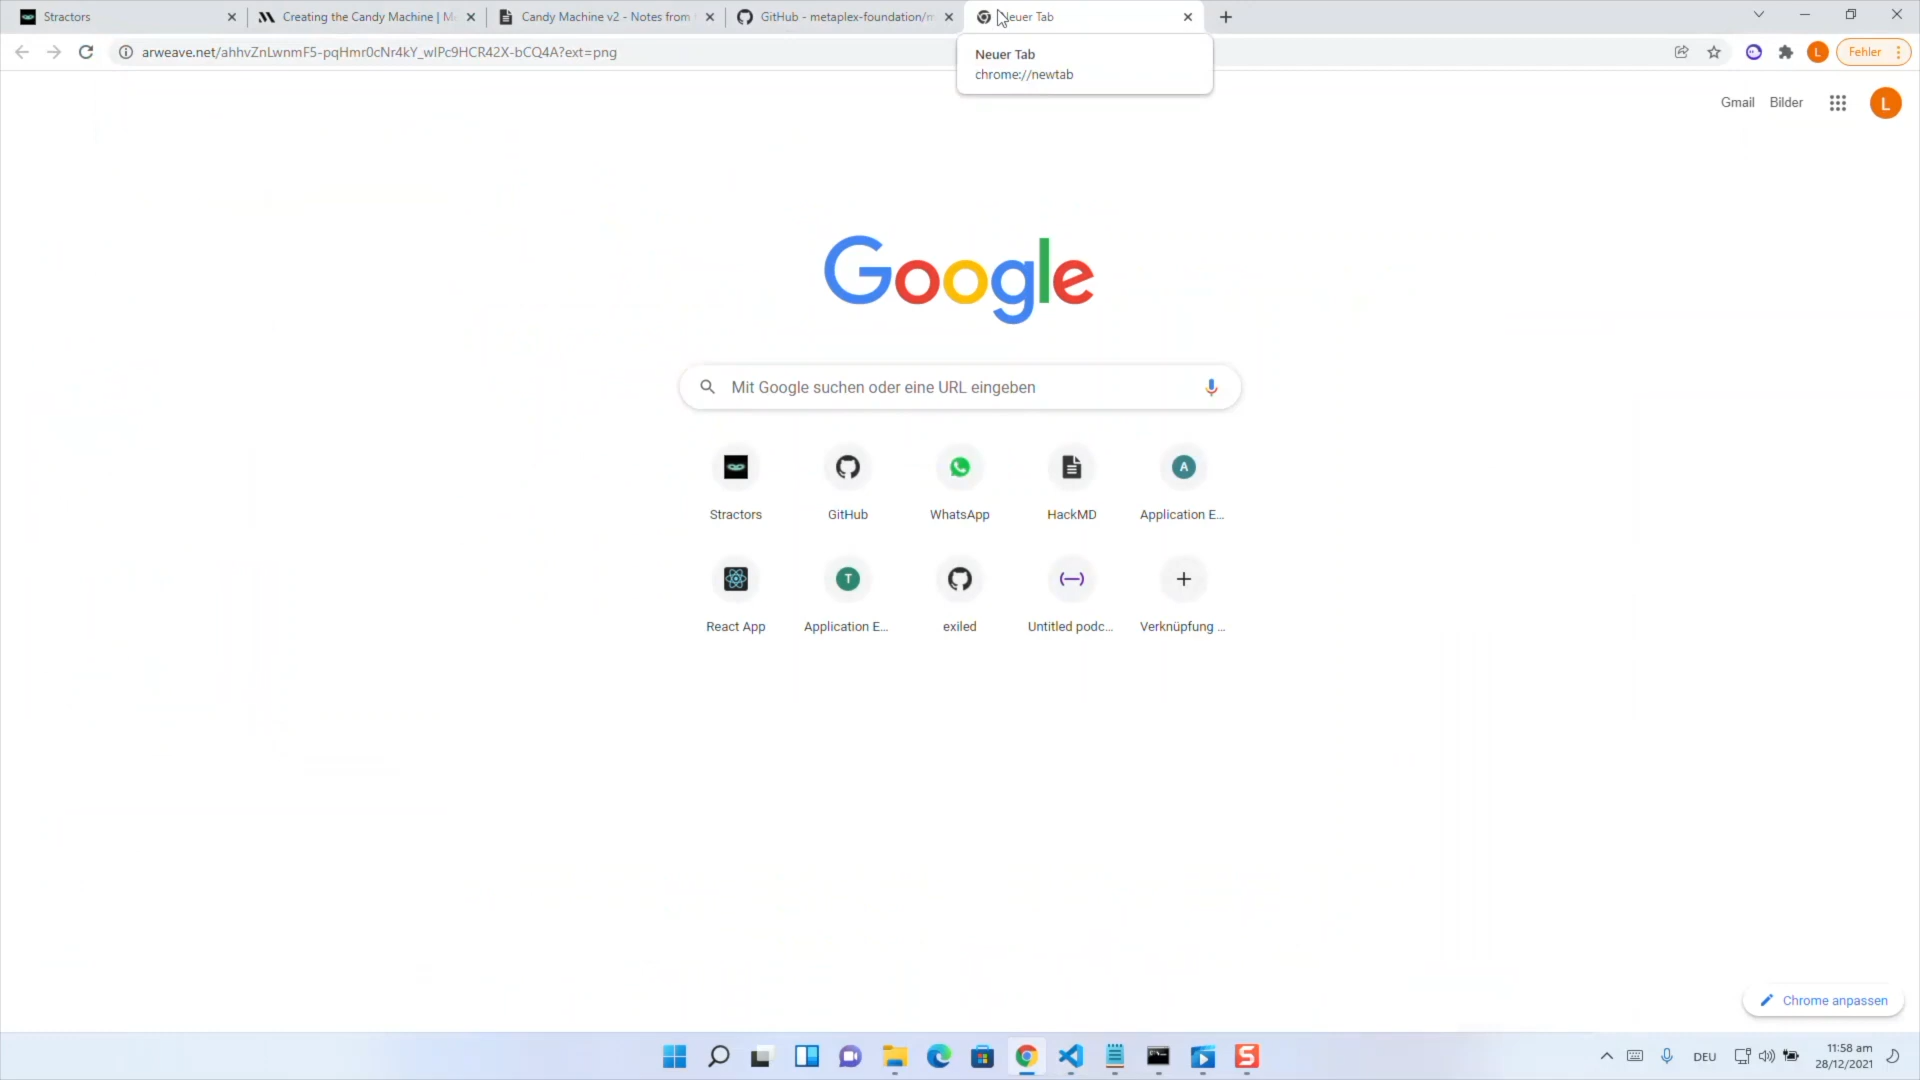 Stractors
Creating the Candy Machine | M
Candy Machine v2 - Notes from
GitHub - metaplex-foundation/m
Neuer Tab
arweave.net/ahhvZnLwnmF5-pqHmr0cNr4kY_wIPc9HCR42X-bCQ4A?ext=png
L
Fehler
Neuer Tab
chrome://newtab
Gmail
Bilder
L
Google
Mit Google suchen oder eine URL eingeben
A
Stractors
GitHub
WhatsApp
HackMD
Application E...
T
React App
Application E...
exiled
Untitled podc...
Verknüpfung ...
Chrome anpassen
S
DEU
11:58 am
28/12/2021